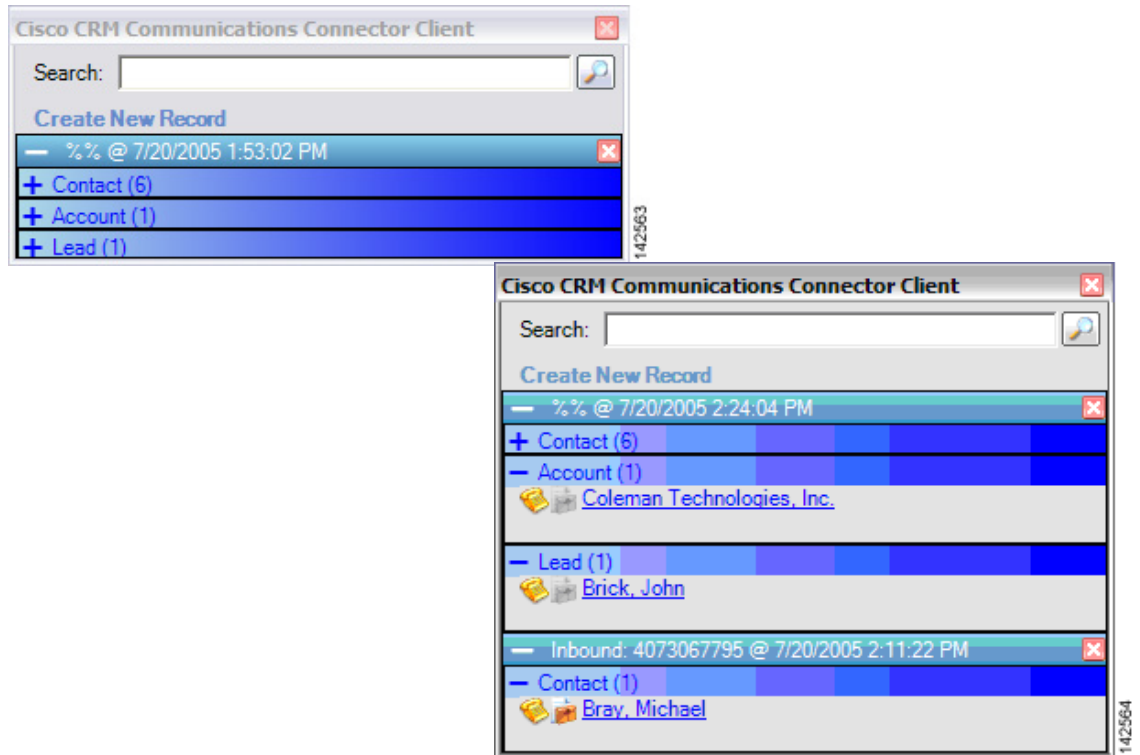 Cisco CRM Communications Connector Client
Search:
Create New Record
%% @ 7/20/2005 1:53:02 PM
Contact (6)
Account (1)
Lead (1)
142563
Cisco CRM Communications Connector Client
Search:
Create New Record
%% @ 7/20/2005 2:24:04 PM
Contact (6)
Account (1)
Coleman Technologies, Inc.
Lead (1)
Brick, John
Inbound: 4073067795 @ 7/20/2005 2:11:22 PM
Contact (1)
Bray, Michael
142564